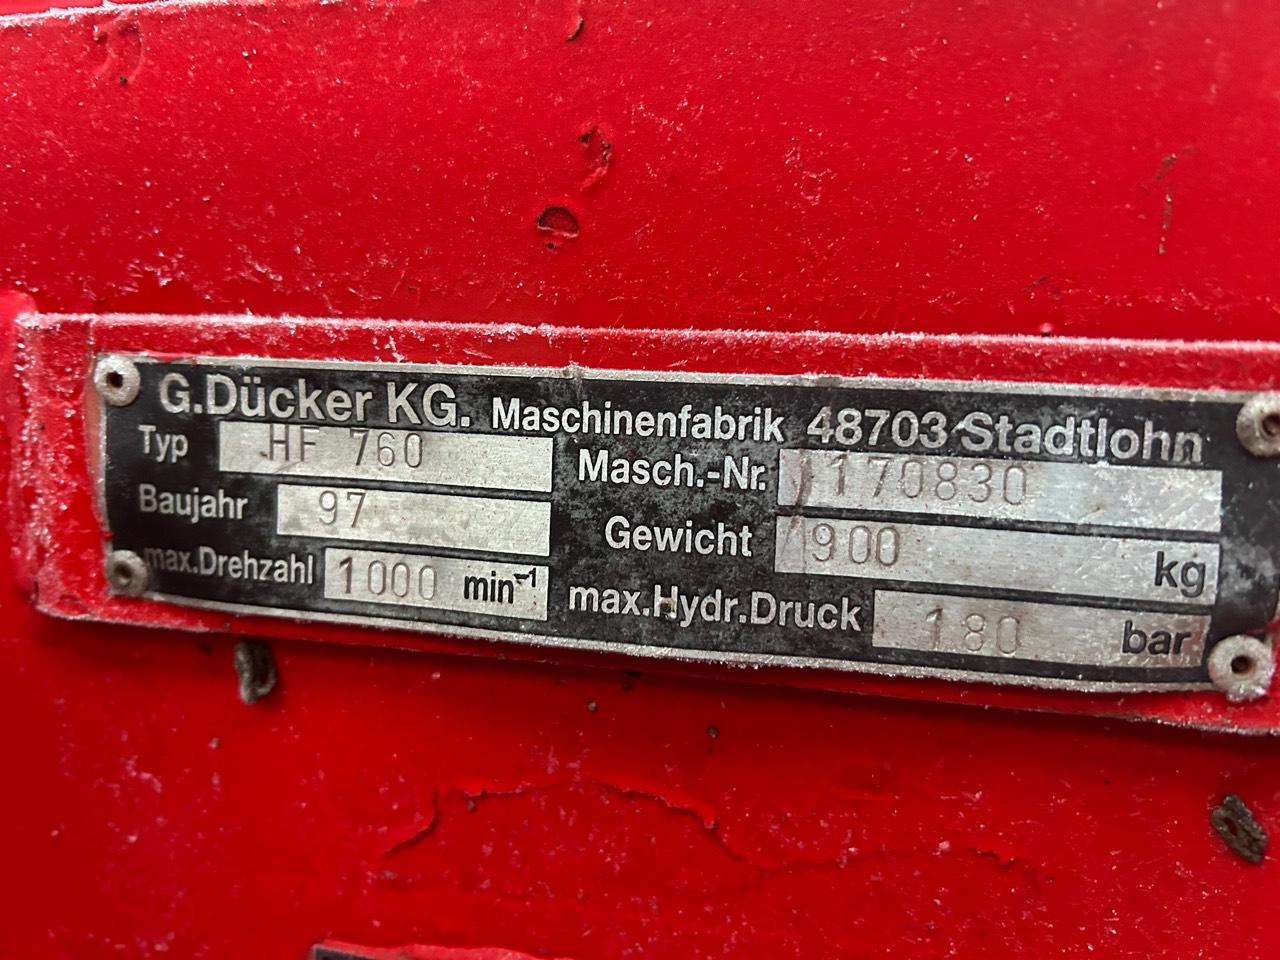 G.Dücker KG. Maschinenfabrik 48703 Stadtlohn
Typ HF 760 Masch.-Nr. 170830
Baujahr 97 Gewicht 900 kg
max.Drehzahl 1000 min-1 max.Hydr.Druck 180 bar